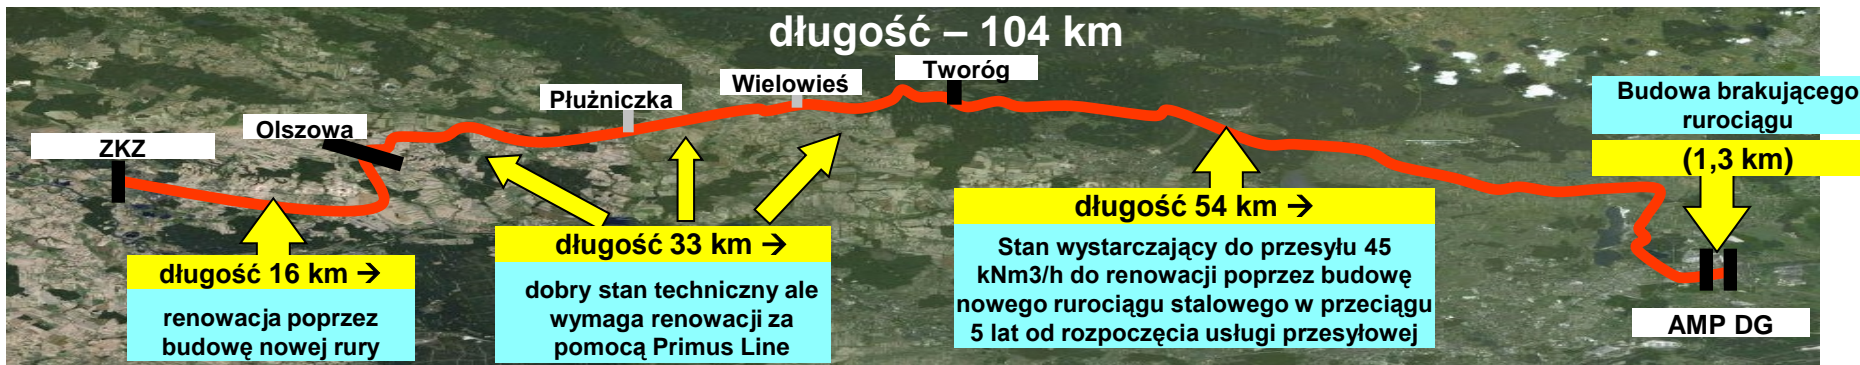 długość – 104 km
ZKZ
Olszowa
Płużniczka
Wielowieś
Tworóg
Budowa brakującego
rurociągu
(1,3 km)
długość 16 km →
renowacja poprzez
budowę nowej rury
długość 33 km →
dobry stan techniczny ale
wymaga renowacji za
pomocą Primus Line
długość 54 km →
Stan wystarczający do przesyłu 45
kNm3/h do renowacji poprzez budowę
nowego rurociągu stalowego w przeciągu
5 lat od rozpoczęcia usługi przesyłowej
AMP DG